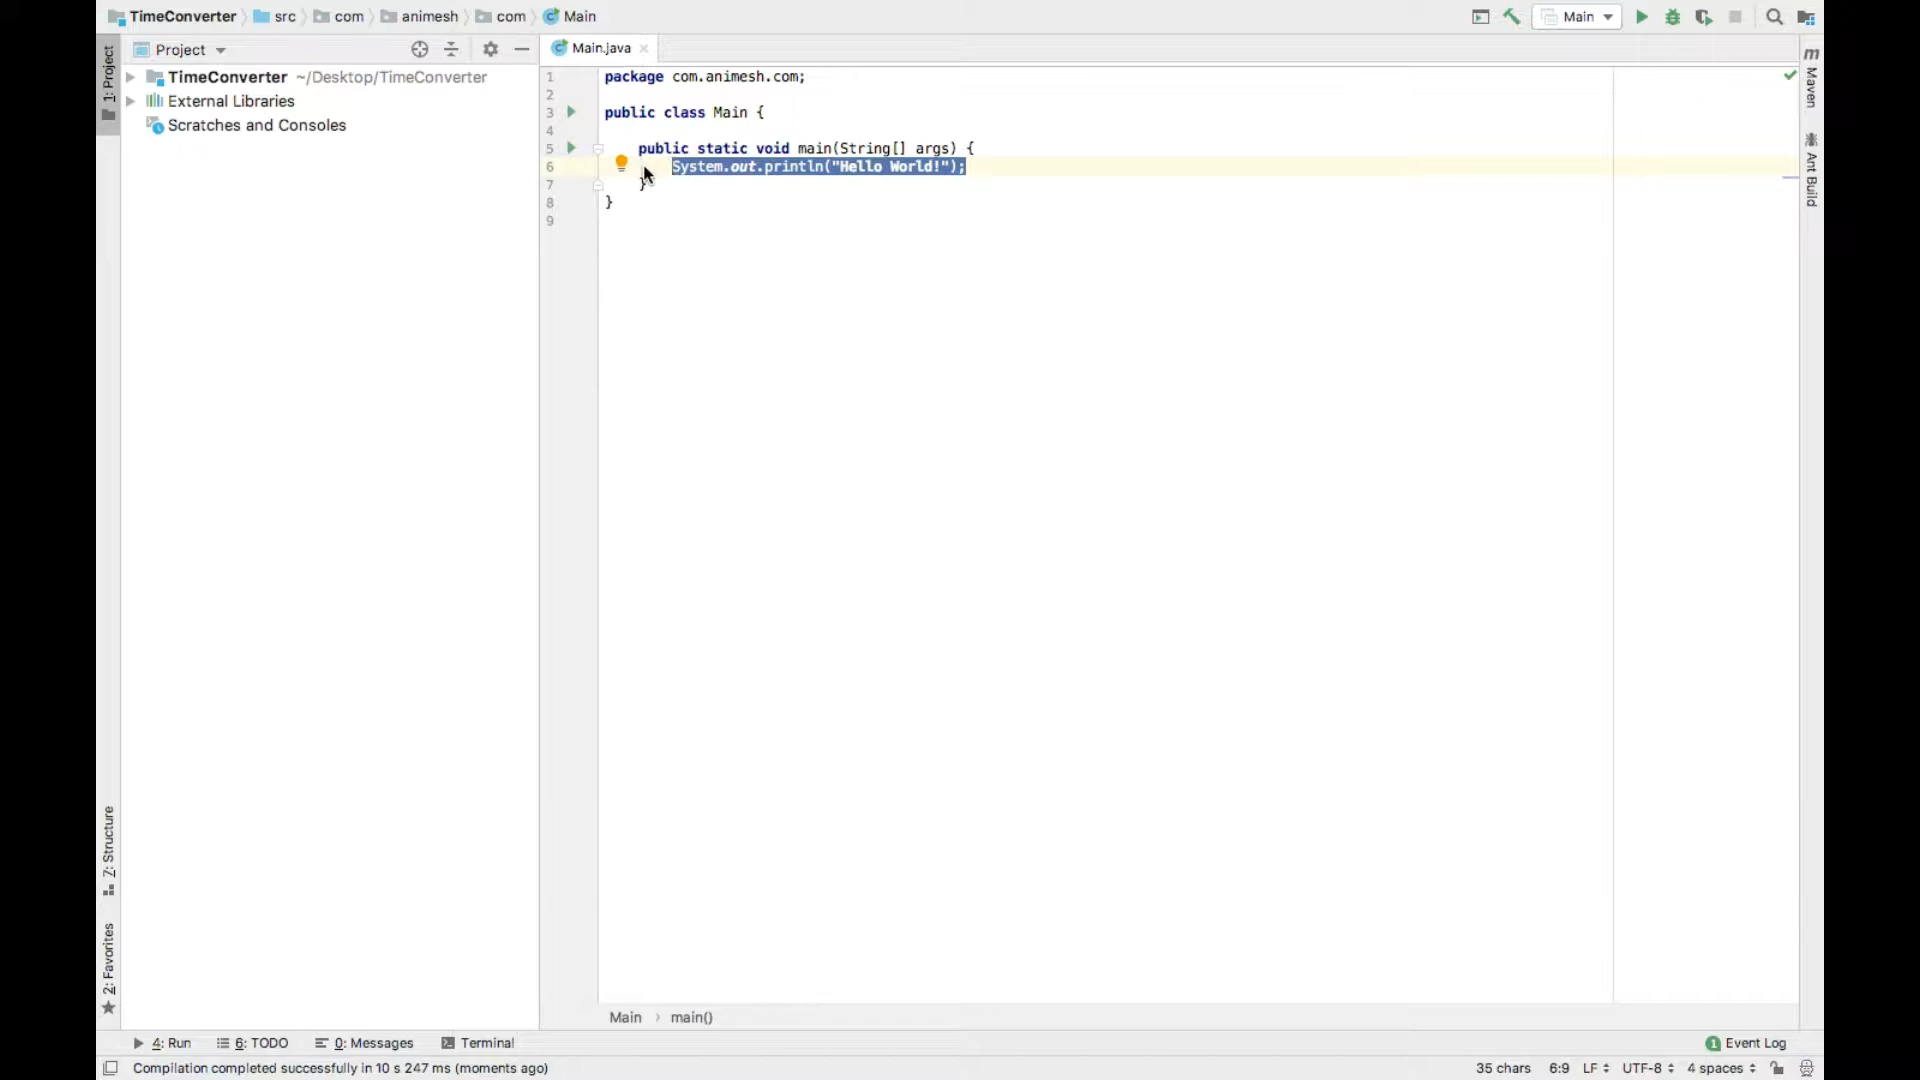 TimeConverter src com animesh com Main
Main
Project
Main.java
1: Project
TimeConverter ~/Desktop/TimeConverter
External Libraries
Scratches and Consoles
1 package com.animesh.com;
2
3 public class Main {
4
5 public static void main(String[] args) {
6 System.out.println("Hello World!");
7 }
8 }
9
m Maven
Ant Build
7: Structure
2: Favorites
Main › main()
4: Run 6: TODO 0: Messages Terminal
1 Event Log
Compilation completed successfully in 10 s 247 ms (moments ago)
35 chars 6:9 LF UTF-8 4 spaces